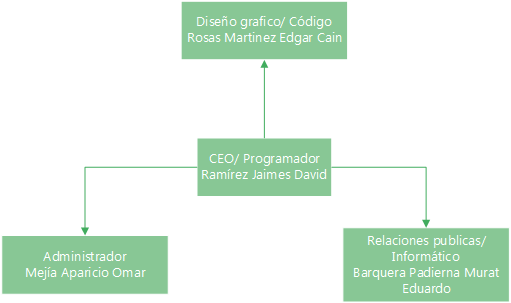 Diseño grafico/ Código
Rosas Martinez Edgar Cain
CEO/ Programador
Ramírez Jaimes David
Administrador
Mejía Aparicio Omar
Relaciones publicas/
Informático
Barquera Padierna Murat
Eduardo